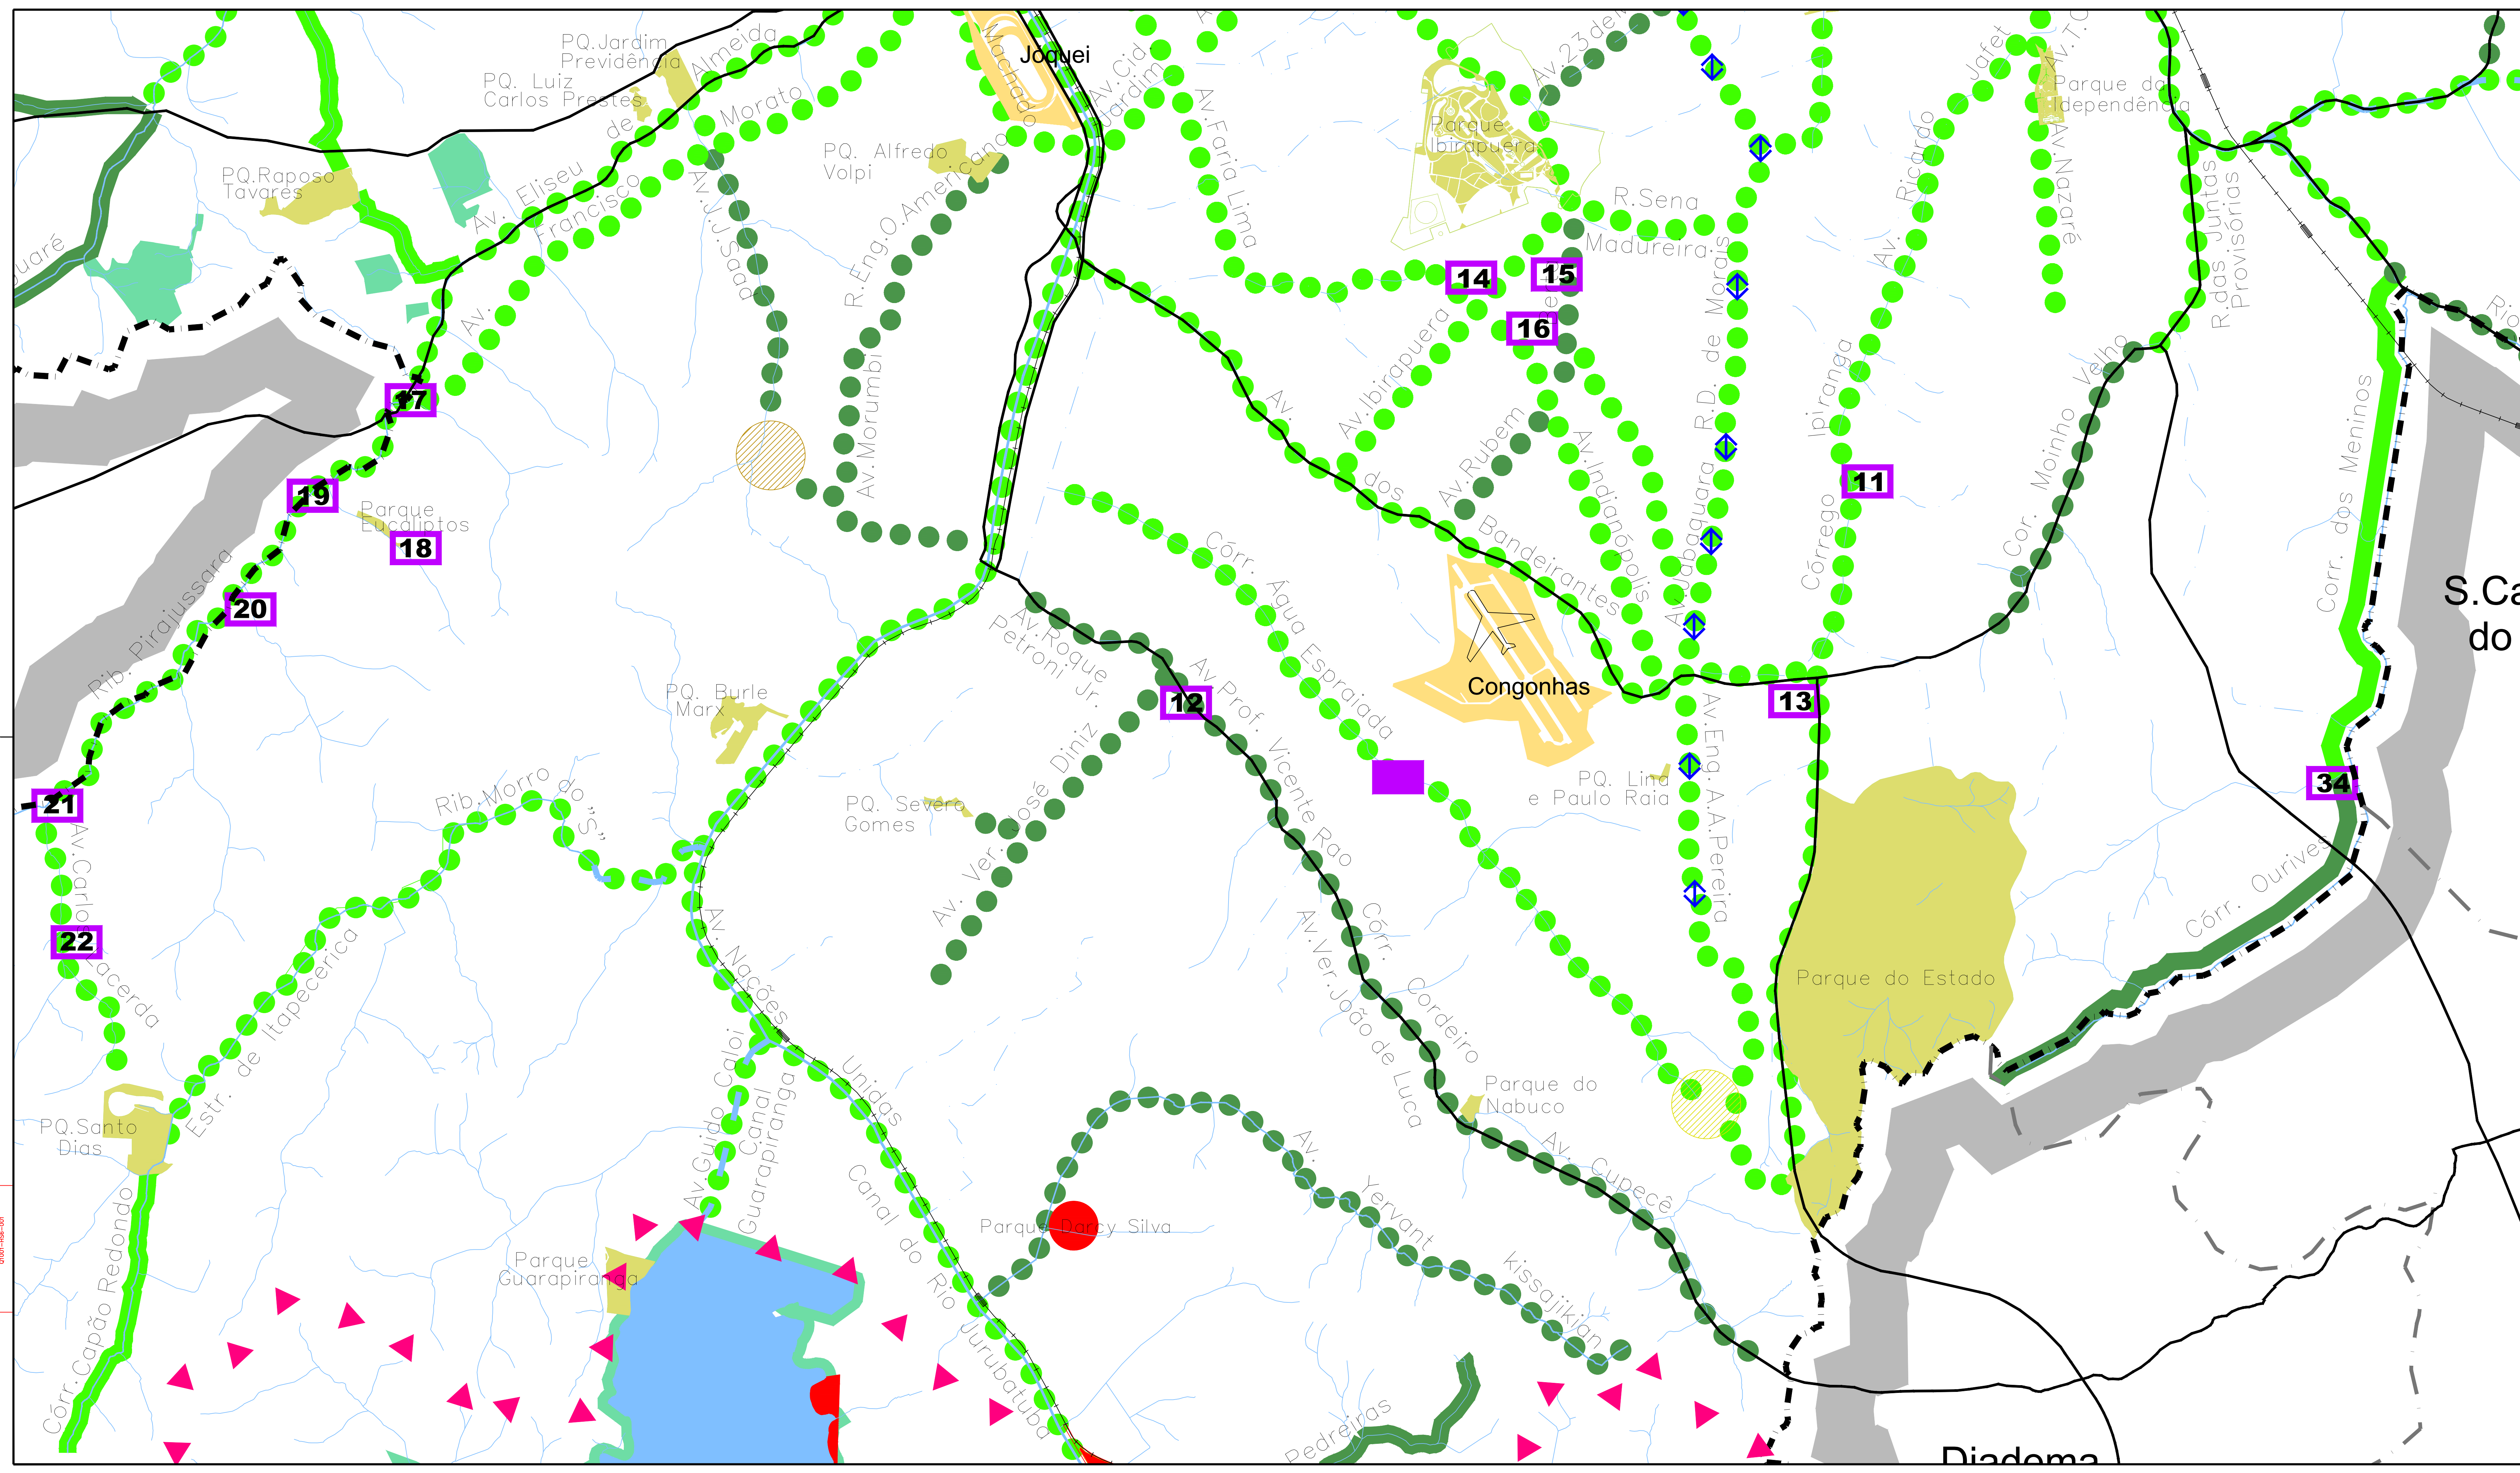 PQ.Jardim
Previdência
PQ. Luiz
Carlos Prestes
Almeida
de
Av. Eliseu
Morato
Francisco
Av.
Machado
Jóquei
Av. Cid.
Jardim
Av.23de
Jafet
Av. Ricardo
Parque da
Idependência
Av.Nazaré
PQ. Alfredo
Volpi
Parque
Ibirapuera
PQ.Raposo
Tavares
Av.J.J.Saad
R.Eng.O.Americano
Av.Morumbi
Av.Faria Lima
R.Sena
Madureira
R.das Juntas
Provisórias
14
15
16
17
Av.Ibirapuera
R.D. de Morais
Ipiranga
Córrego
11
Cor. Moinho Velho
Corr. dos Meninos
Rio
19
Parque
Eucaliptos
18
20
Rib. Pirajussara
Av.
dos
Bandeirantes
Av.Rubem
Av.Indianópolis
Av.Jabaquara
Córr. Água Espraiada
S.Ca
do
Av.Roque
Petroni Jr.
Av Prof. Vicente Rao
12
Congonhas
13
PQ. Burle
Marx
PQ. Severo
Gomes
Av. Ver. José Diniz
PQ. Lina
e Paulo Raia
Av.Eng.A.A.Pereira
34
21
Rib.Morro do "S"
Av.Carlos
Lacerda
22
Estr. de Itapecerica
Av. Nações
Unidas
Córr. Ourives
Parque do Estado
Córr. Cordeiro
Av.Ver.João de Luca
Parque do
Nabuco
Av. Cupecê
PQ.Santo
Dias
Av.Guido Caloi
Canal
Guarapiranga
Canal do Rio Jurubatuba
Parque Darcy Silva
Av. Yervant kissajikian
Parque
Guarapiranga
Córr.Capão Redondo
Pedreiras
Diadema